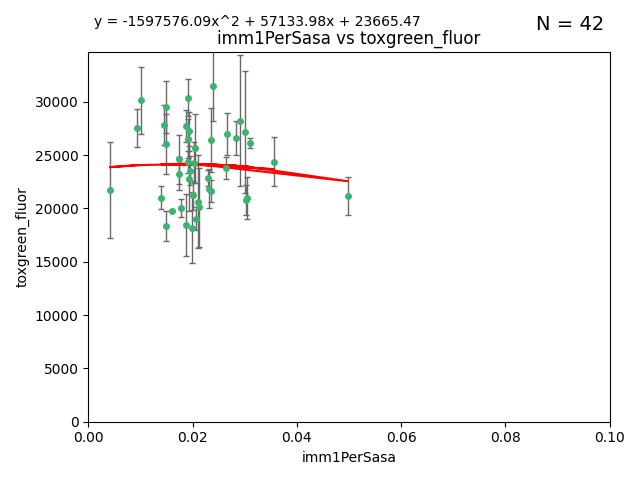 y = -1597576.09x^2 + 57133.98x + 23665.47
N = 42
imm1PerSasa vs toxgreen_fluor
30000
25000
20000
15000
10000
5000
0
toxgreen_fluor
0.00 0.02 0.04 0.06 0.08 0.10
imm1PerSasa